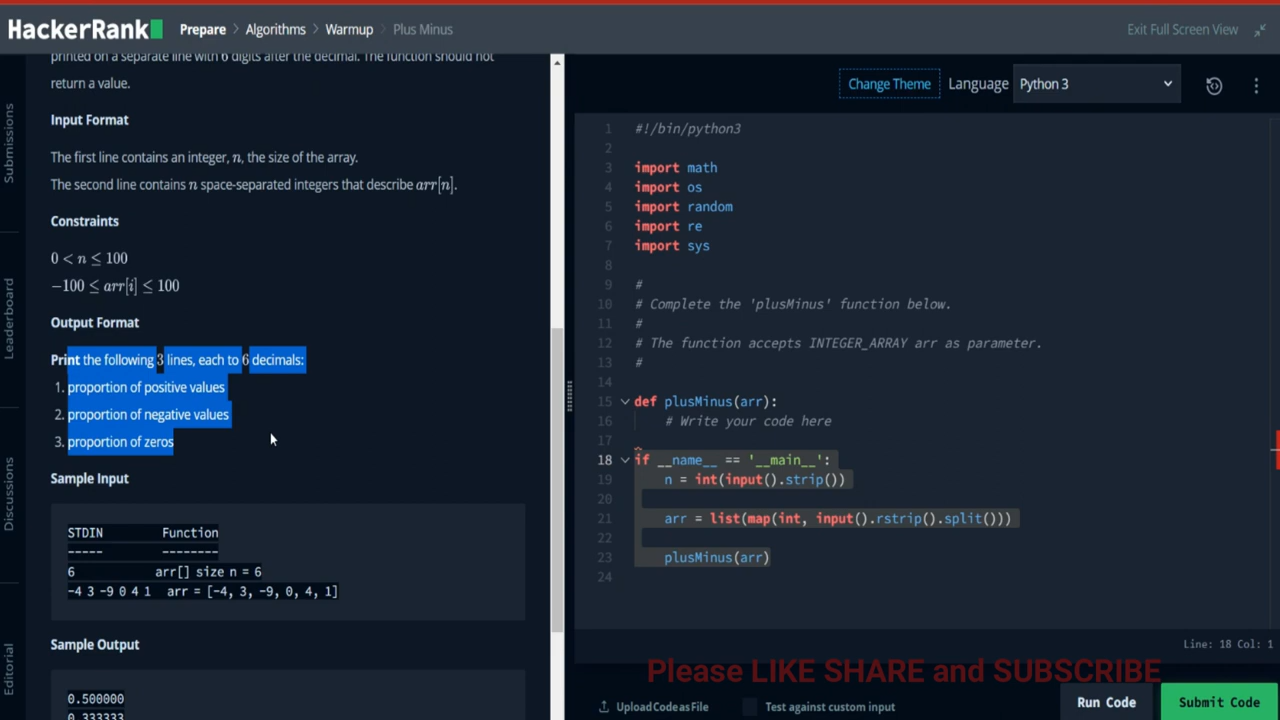 HackerRank
Prepare > Algorithms > Warmup > Plus Minus
Exit Full Screen View
Submissions
Leaderboard
Discussions
Editorial
printed on a separate line with 6 digits after the decimal. The function should not
return a value.
Input Format
The first line contains an integer, n, the size of the array.
The second line contains n space-separated integers that describe arr[n].
Constraints
0 < n ≤ 100
−100 ≤ arr[i] ≤ 100
Output Format
Print the following 3 lines, each to 6 decimals:
1. proportion of positive values
2. proportion of negative values
3. proportion of zeros
Sample Input
STDIN Function
----- --------
6 arr[] size n = 6
-4 3 -9 0 4 1 arr = [-4, 3, -9, 0, 4, 1]
Sample Output
0.500000
0.333333
Change Theme Language Python 3
1 #!/bin/python3
2
3 import math
4 import os
5 import random
6 import re
7 import sys
8
9 #
10 # Complete the 'plusMinus' function below.
11 #
12 # The function accepts INTEGER_ARRAY arr as parameter.
13 #
14
15 def plusMinus(arr):
16 # Write your code here
17
18 if __name__ == '__main__':
19 n = int(input().strip())
20
21 arr = list(map(int, input().rstrip().split()))
22
23 plusMinus(arr)
24
Line: 18 Col: 1
Please LIKE SHARE and SUBSCRIBE
Upload Code as File Test against custom input Run Code Submit Code